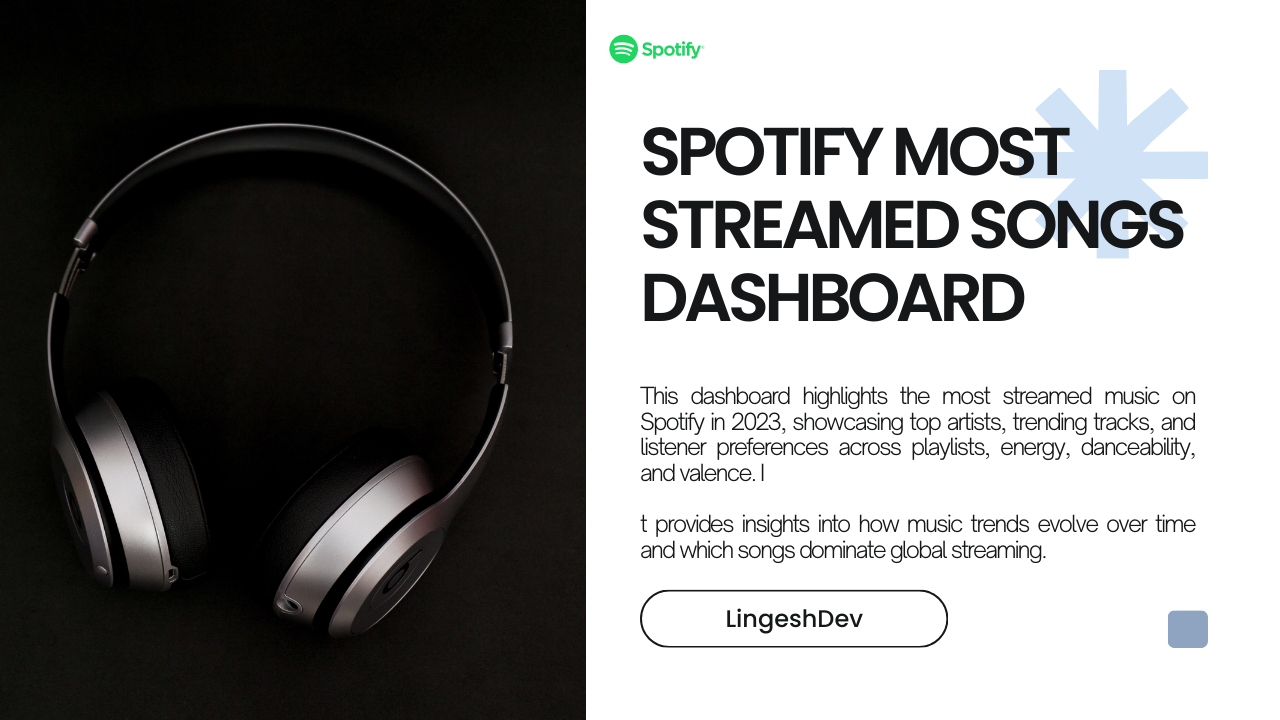 Spotify
SPOTIFY MOST
STREAMED SONGS
DASHBOARD
This dashboard highlights the most streamed music on
Spotify in 2023, showcasing top artists, trending tracks, and
listener preferences across playlists, energy, danceability,
and valence. I
t provides insights into how music trends evolve over time
and which songs dominate global streaming.
LingeshDev